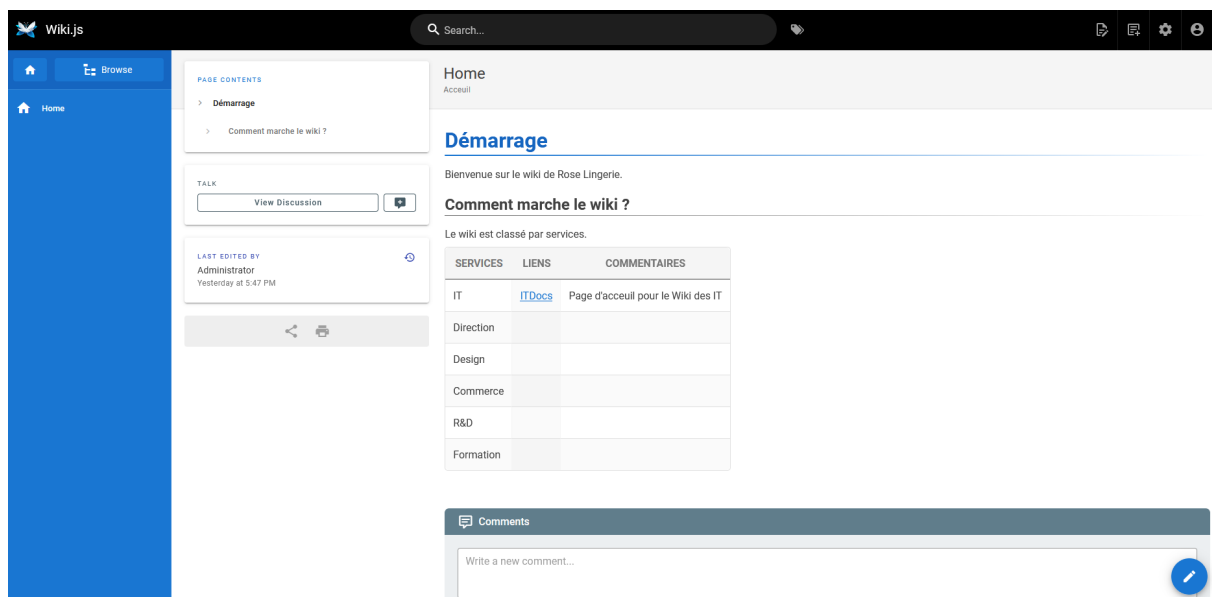 Wiki.js
Search...
Browse
Home
PAGE CONTENTS
Démarrage
Comment marche le wiki ?
TALK
View Discussion
LAST EDITED BY
Administrator
Yesterday at 5:47 PM
Home
Acceuil
Démarrage
Bienvenue sur le wiki de Rose Lingerie.
Comment marche le wiki ?
Le wiki est classé par services.
SERVICES LIENS COMMENTAIRES
IT ITDocs Page d'acceuil pour le Wiki des IT
Direction
Design
Commerce
R&D
Formation
Comments
Write a new comment...